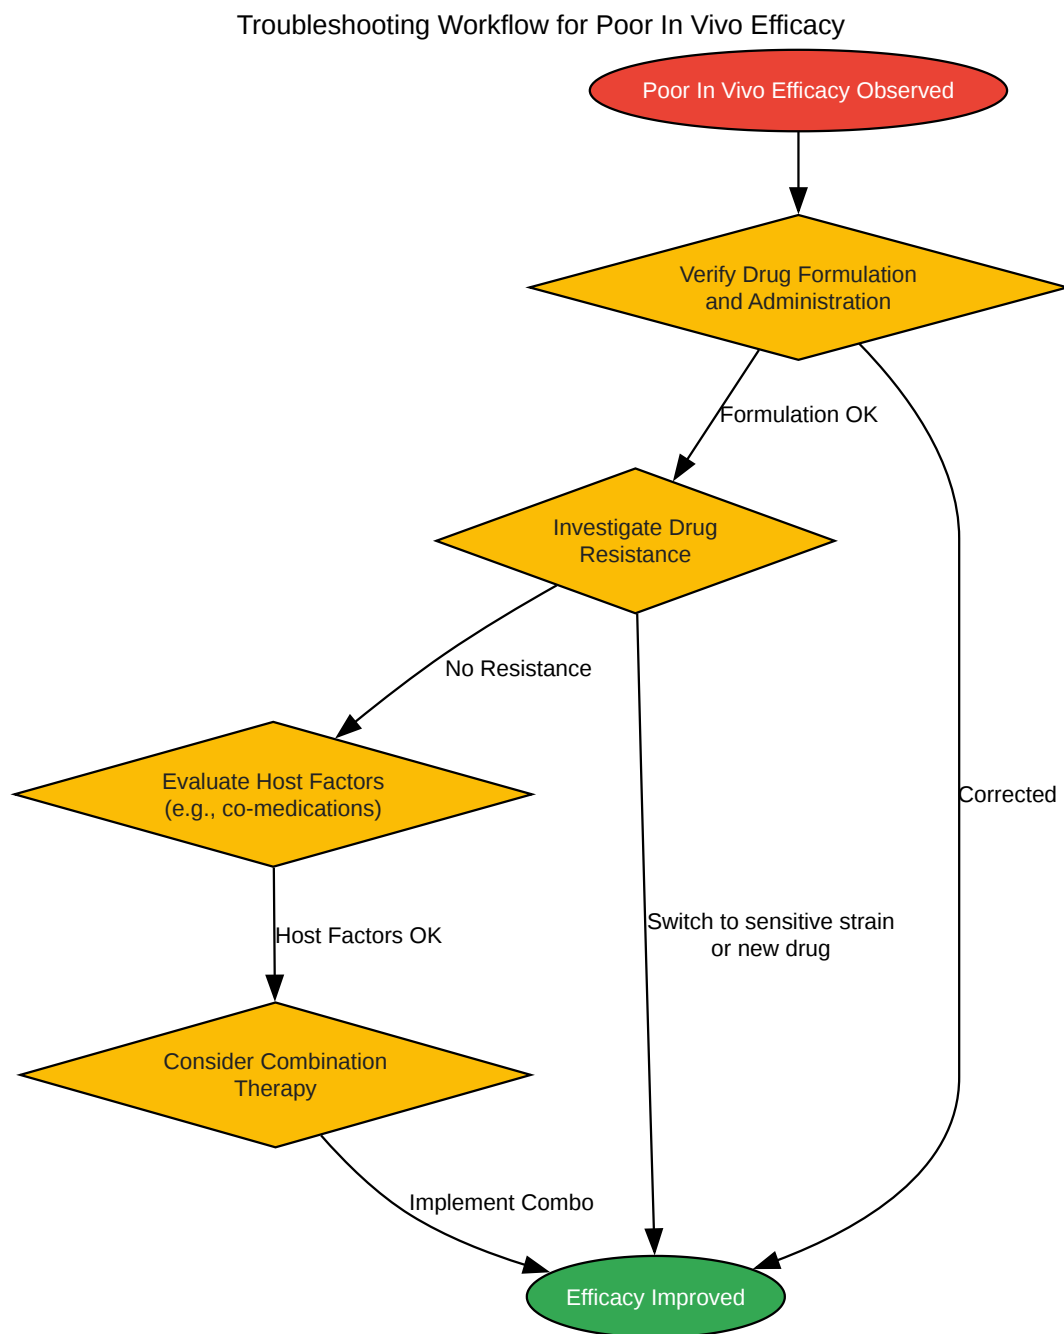 Troubleshooting Workflow for Poor In Vivo Efficacy
Poor In Vivo Efficacy Observed
Verify Drug Formulation
and Administration
Formulation OK
Investigate Drug
Resistance
No Resistance
Evaluate Host Factors
(e.g., co-medications)
Corrected
Host Factors OK
Switch to sensitive strain
or new drug
Consider Combination
Therapy
Implement Combo
Efficacy Improved